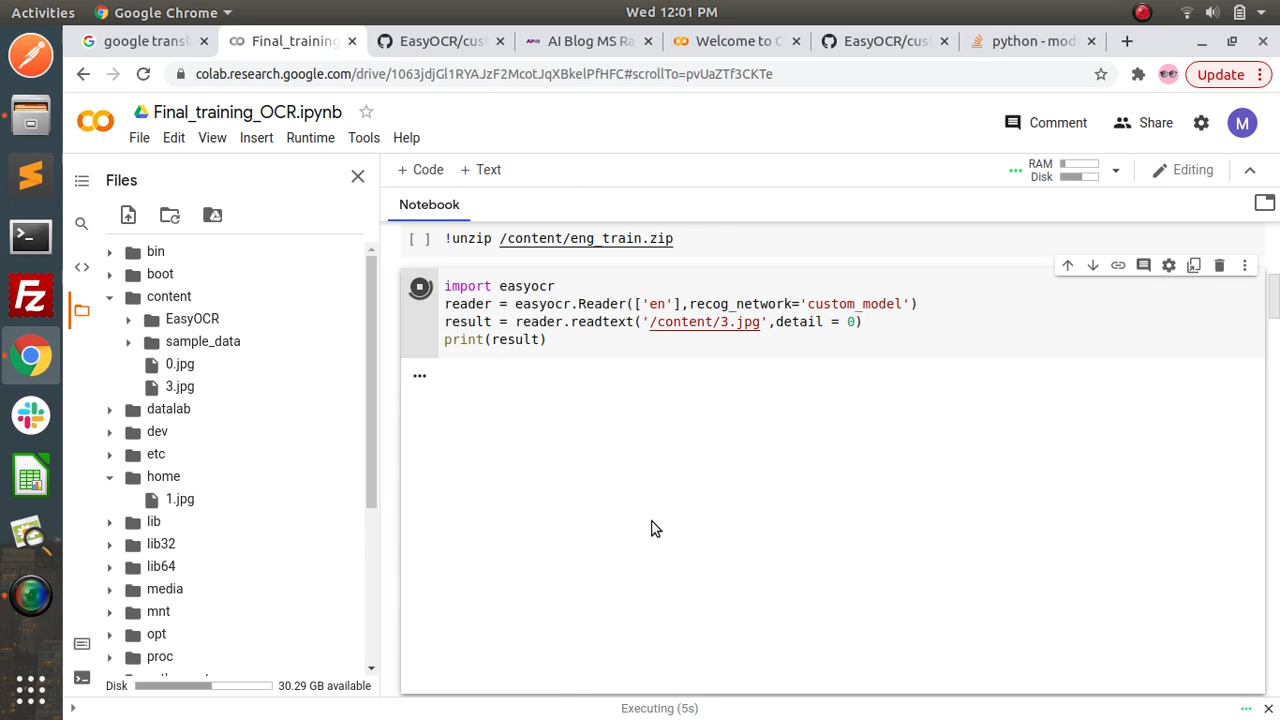 Activities Google Chrome Wed 12:01 PM
google transl
Final_training
EasyOCR/cust
AI Blog MS Ra
Welcome to C
EasyOCR/cust
python - mod
colab.research.google.com/drive/1063jdjGl1RYAJzF2McotJqXBkelPfHFC#scrollTo=pvUaZTf3CKTe
Update
Final_training_OCR.ipynb
File Edit View Insert Runtime Tools Help
Comment Share M
Files
+ Code + Text
RAM
Disk
Editing
Notebook
bin
boot
content
EasyOCR
sample_data
0.jpg
3.jpg
datalab
dev
etc
home
1.jpg
lib
lib32
lib64
media
mnt
opt
proc
Disk 30.29 GB available
[ ] !unzip /content/eng_train.zip
import easyocr
reader = easyocr.Reader(['en'],recog_network='custom_model')
result = reader.readtext('/content/3.jpg',detail = 0)
print(result)
Executing (5s)